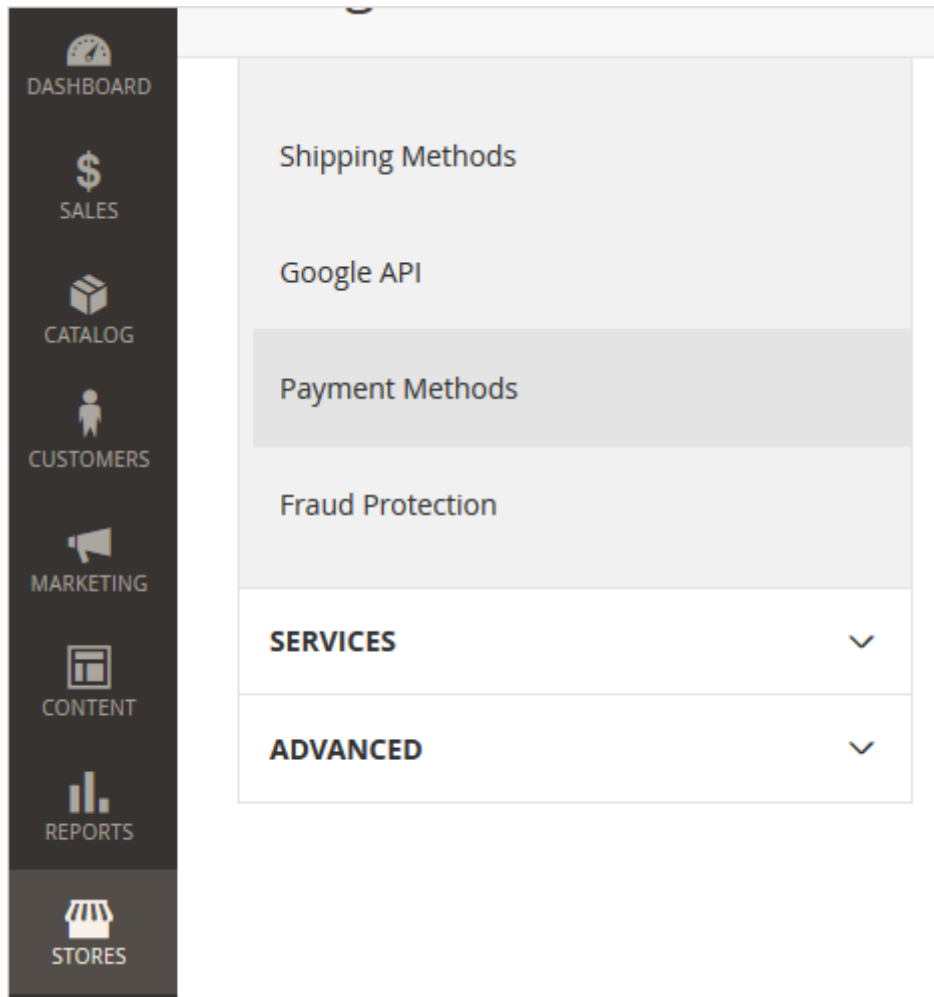 DASHBOARD
SALES
CATALOG
CUSTOMERS
MARKETING
CONTENT
REPORTS
STORES
Shipping Methods
Google API
Payment Methods
Fraud Protection
SERVICES
ADVANCED